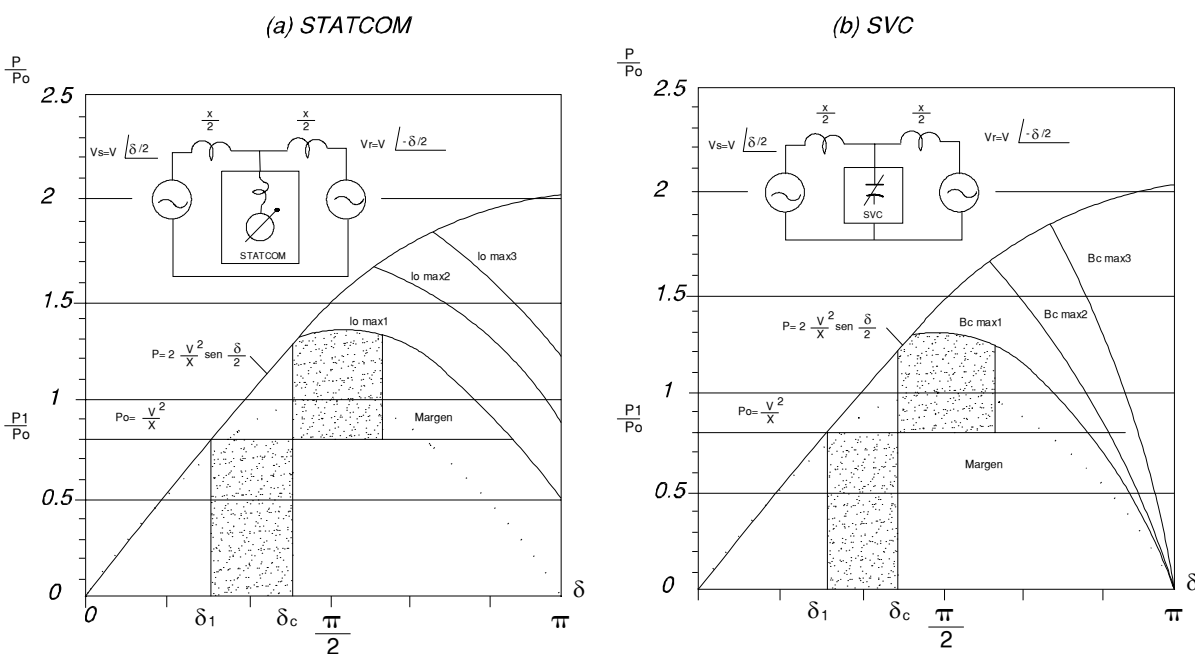 (a) STATCOM
P
Po
2.5
2
1.5
1
P1
Po
0.5
0
0
δ1
δc
π
2
π
δ
x
2
x
2
Vs=V δ/2
Vr=V -δ/2
STATCOM
Io max3
Io max2
Io max1
P= 2 V² sen δ
X 2
Po= V²
X
Margen
(b) SVC
P
Po
2.5
2
1.5
1
P1
Po
0.5
0
δ1
δc
π
2
π
δ
x
2
x
2
Vs=V δ/2
Vr=V -δ/2
SVC
Bc max3
Bc max2
Bc max1
P= 2 V² sen δ
X 2
Po= V²
X
Margen